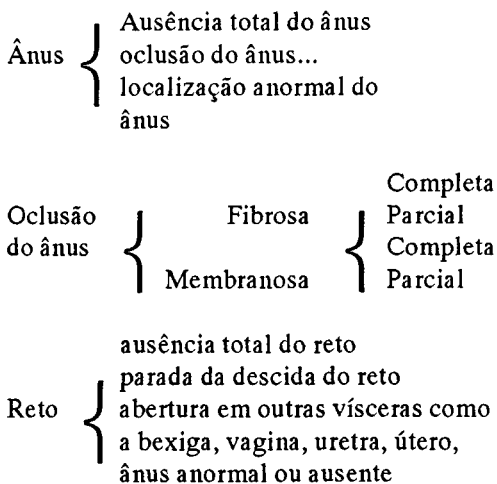 Ausência total do ânus
Ânus
oclusão do ânus...
localização anormal do
ânus
Completa
Oclusão Fibrosa Parcial
do ânus Completa
Membranosa Parcial
ausência total do reto
parada da descida do reto
Reto abertura em outras vísceras como
a bexiga, vagina, uretra, útero,
ânus anormal ou ausente